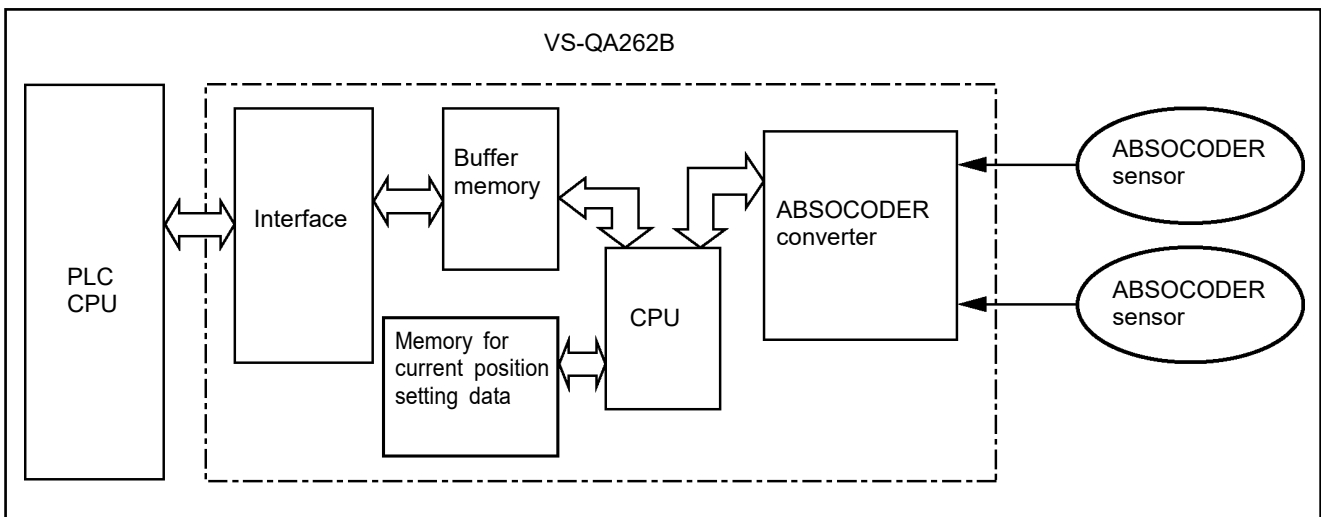 VS-QA262B
PLC
CPU
Interface
Buffer
memory
Memory for
current position
setting data
CPU
ABSOCODER
converter
ABSOCODER
sensor
ABSOCODER
sensor